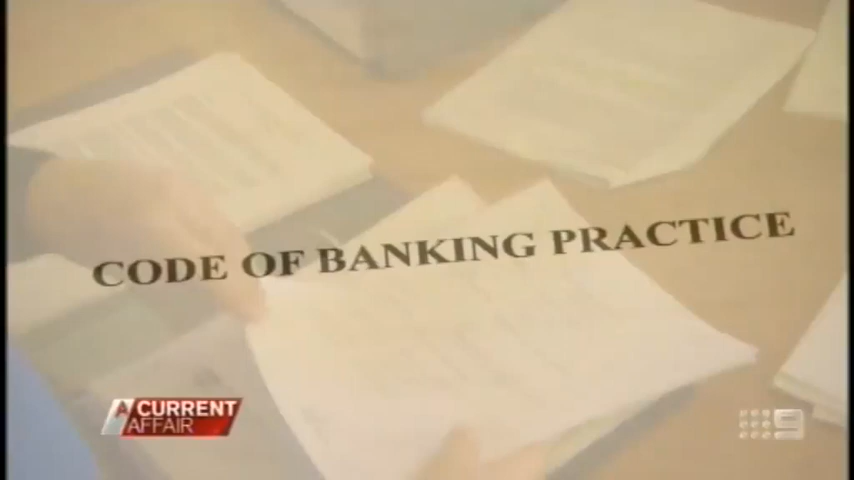 CODE OF BANKING PRACTICE
A CURRENT
AFFAIR
9